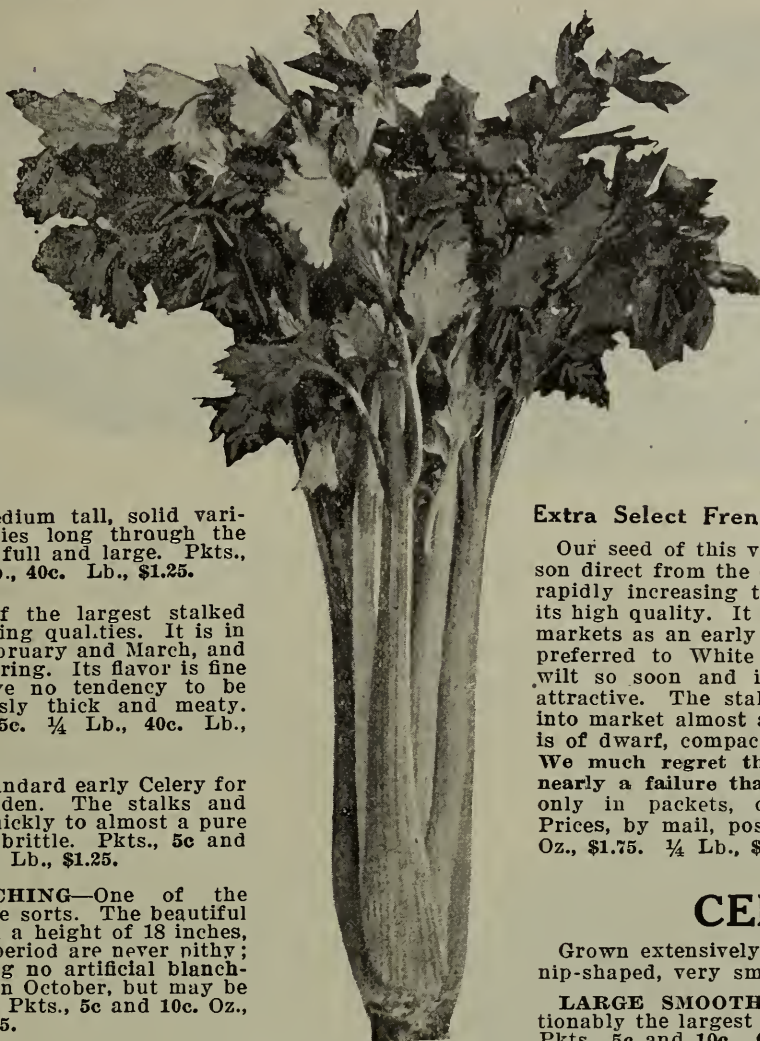 edium tall, solid vari-
ies long through the
full and large. Pkts.,
., 40c. Lb., $1.25.
f the largest stalked
ing qualities. It is in
bruary and March, and
ring. Its flavor is fine
e no tendency to be
sly thick and meaty.
5c. ¼ Lb., 40c. Lb.,
andard early Celery for
den. The stalks and
ickly to almost a pure
brittle. Pkts., 5c and
Lb., $1.25.
CHING—One of the
e sorts. The beautiful
a height of 18 inches,
period are never pithy;
g no artificial blanch-
n October, but may be
Pkts., 5c and 10c. Oz.,
5.
Extra Select Fren
Our seed of this v
son direct from the
rapidly increasing t
its high quality. It
markets as an early
preferred to White
wilt so soon and i
attractive. The stal
into market almost a
is of dwarf, compac
We much regret th
nearly a failure tha
only in packets, o
Prices, by mail, pos
Oz., $1.75. ¼ Lb., $
CE
Grown extensively
nip-shaped, very sm
LARGE SMOOTH
tionably the largest
Pkts., 5c and 10c.